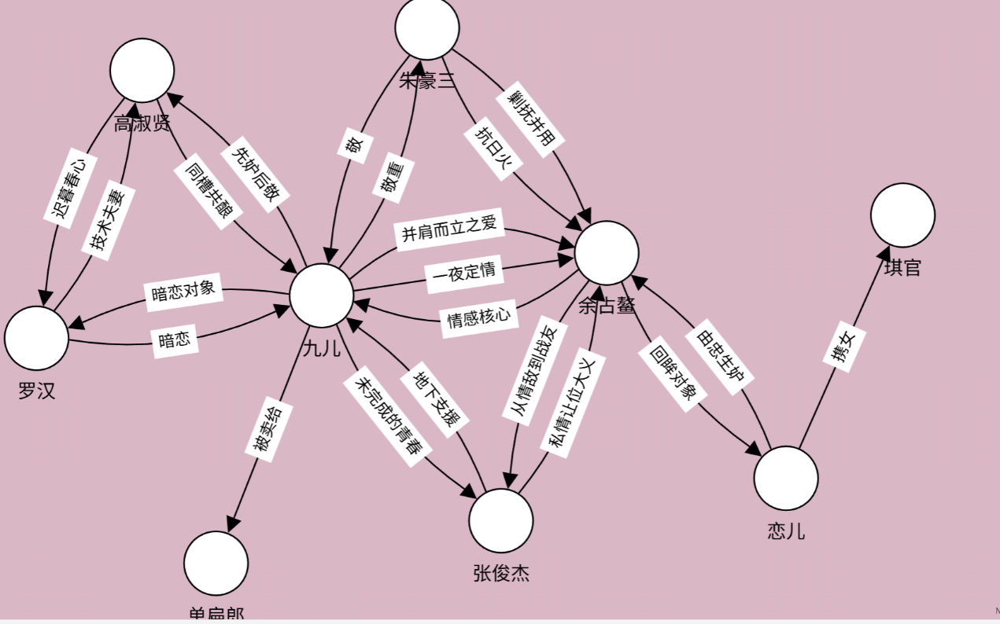 朱豪三
高淑贤
剿抚并用
抗日火
敬
敬重
先妒后敬
同槽共酿
迟暮春心
技术夫妻
并肩而立之爱
一夜定情
情感核心
琪官
余占鳌
暗恋对象
暗恋
九儿
罗汉
携女
由忠生妒
回眸对象
从情敌到战友
私情让位大义
地下支援
未完成的青春
被卖给
恋儿
张俊杰
单扁郎
N